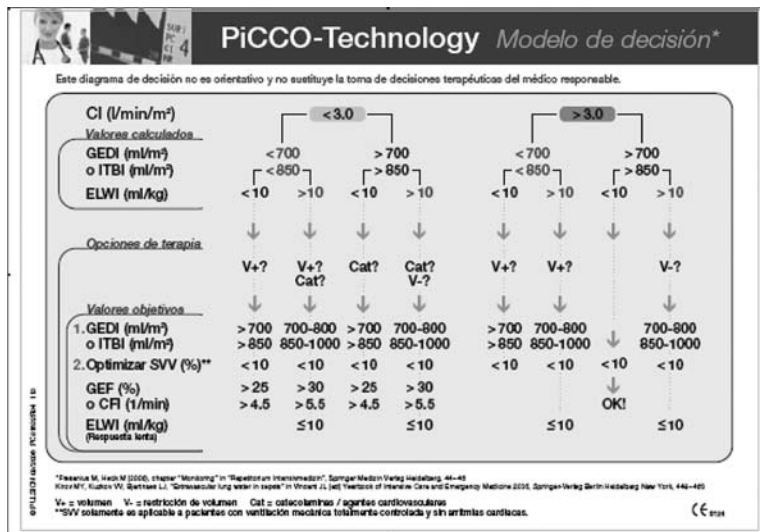 PiCCO-Technology Modelo de decisión*
Este diagrama de decisión no es orientativo y no sustituye la toma de decisiones terapéuticas del médico responsable.
CI (l/min/m²) <3.0 >3.0
Valores calculados
GEDI (ml/m²) <700 >700 <700 >700
o ITBI (ml/m²) <850 >850 <850 >850
ELWI (ml/kg) <10 >10 <10 >10 <10 >10 <10 >10
Opciones de terapia
V+? V+? Cat? Cat? V+? V+? V-?
Cat? V-?
Valores objetivos
1. GEDI (ml/m²) >700 700-800 >700 700-800 >700 700-800 700-800
o ITBI (ml/m²) >850 850-1000 >850 850-1000 >850 850-1000 850-1000
2. Optimizar SVV (%)** <10 <10 <10 <10 <10 <10 <10 <10
GEF (%) >25 >30 >25 >30
o CFI (1/min) >4.5 >5.5 >4.5 >5.5 OK!
ELWI (ml/kg) ≤10 ≤10 ≤10
(Respuesta lenta)
V+ = volumen V- = restricción de volumen Cat = catecolaminas / agentes cardiovasculares
**SVV solamente es aplicable a pacientes con ventilación mecánica totalmente controlada y sin arritmias cardiacas.